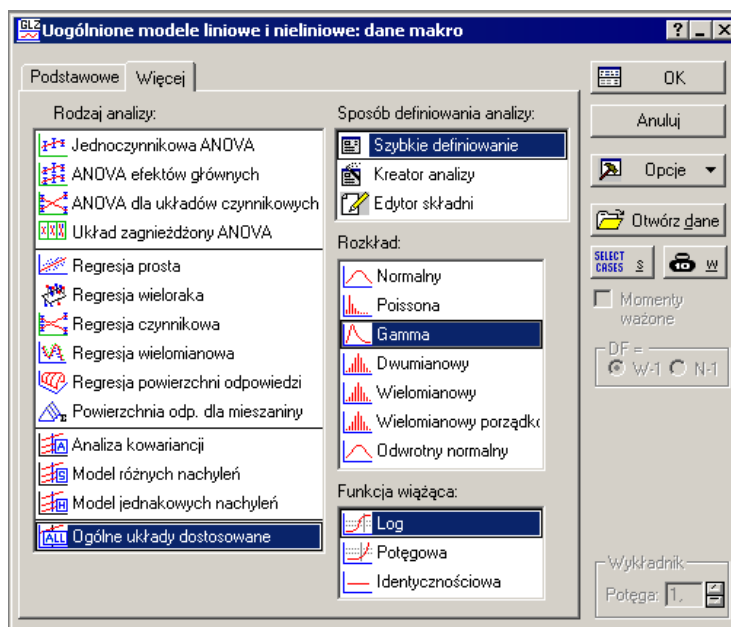 GLZ Uogólnione modele liniowe i nieliniowe: dane makro
Podstawowe Więcej
Rodzaj analizy:
Jednoczynnikowa ANOVA
ANOVA efektów głównych
ANOVA dla układów czynnikowych
Układ zagnieżdżony ANOVA
Regresja prosta
Regresja wieloraka
Regresja czynnikowa
Regresja wielomianowa
Regresja powierzchni odpowiedzi
Powierzchnia odp. dla mieszaniny
Analiza kowariancji
Model różnych nachyleń
Model jednakowych nachyleń
ALL Ogólne układy dostosowane
Sposób definiowania analizy:
Szybkie definiowanie
Kreator analizy
Edytor składni
Rozkład:
Normalny
Poissona
Gamma
Dwumianowy
Wielomianowy
Wielomianowy porządko
Odwrotny normalny
Funkcja wiążąca:
Log
Potęgowa
Identycznościowa
OK
Anuluj
Opcje
Otwórz dane
SELECT CASES S W
Momenty
ważone
DF =
W-1 N-1
Wykładnik
Potęga: 1,